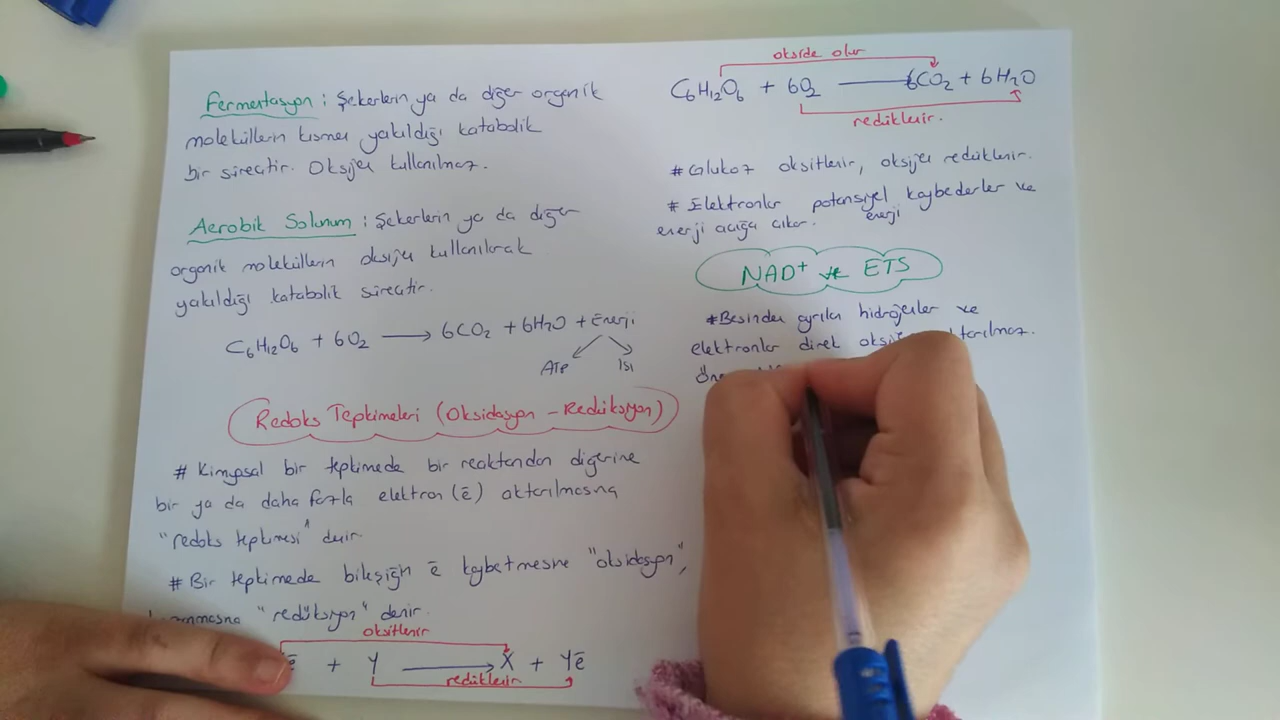 Fermentasyon : Şekerlerin ya da diğer organik
moleküllerin kısmen yakıldığı katabolik
bir süreçtir. Oksijen kullanılmaz.
Aerobik Solunum : Şekerlerin ya da diğer
organik moleküllerin oksijen kullanılarak
yakıldığı katabolik süreçtir.
C6H12O6 + 6O2 → 6CO2 + 6H2O + Enerji
ATP Isı
Redoks Tepkimeleri (Oksidasyon - Redüksiyon)
# Kimyasal bir tepkimede bir reaktandan diğerine
bir ya da daha fazla elektron (ē) aktarılmasına
"redoks tepkimesi" denir.
# Bir tepkimede bileşiğin ē kaybetmesine "oksidasyon",
"redüksiyon" denir.
oksitlenir
ē + Y → X + Yē
redüklenir
okside olur
C6H12O6 + 6O2 → 6CO2 + 6H2O
redüklenir.
# Glukoz oksitlenir, oksijen redüklenir.
# Elektronlar potansiyel enerji kaybederler ve
enerji açığa çıkar.
NAD+ ve ETS
# Besinden ayrılan hidrojenler ve
elektronlar direk